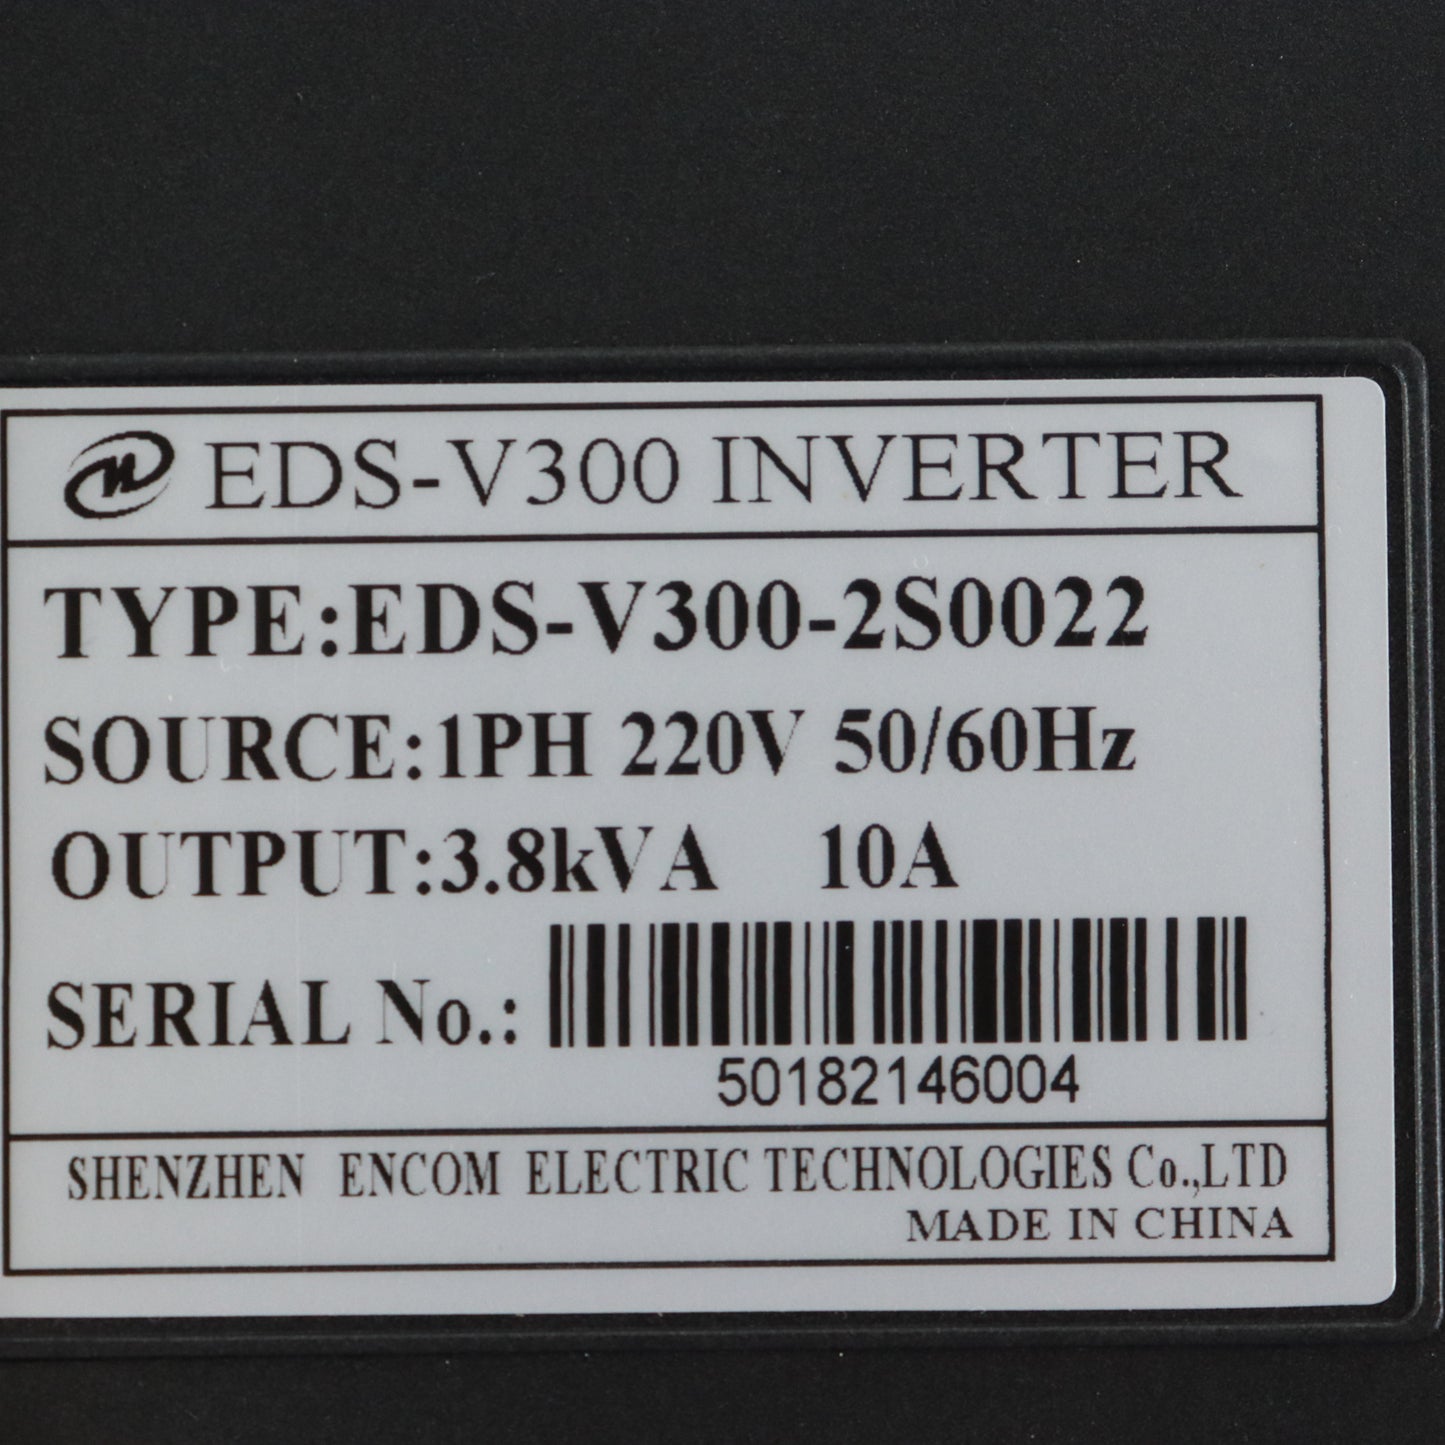 EDS-V300 INVERTER
TYPE:EDS-V300-2S0022
SOURCE:1PH 220V 50/60Hz
OUTPUT:3.8kVA 10A
SERIAL No.:
50182146004
SHENZHEN ENCOM ELECTRIC TECHNOLOGIES Co.,LTD
MADE IN CHINA